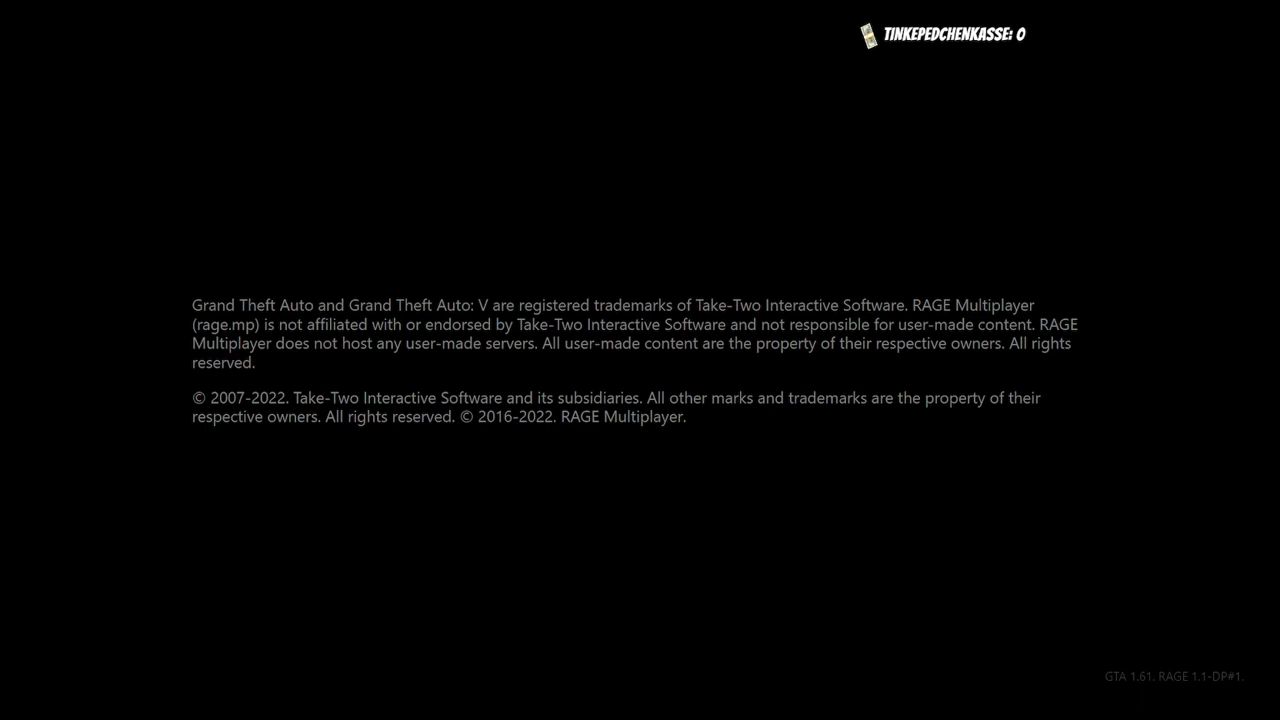 TINKEPEDCHENKASSE: 0
Grand Theft Auto and Grand Theft Auto: V are registered trademarks of Take-Two Interactive Software. RAGE Multiplayer
(rage.mp) is not affiliated with or endorsed by Take-Two Interactive Software and not responsible for user-made content. RAGE
Multiplayer does not host any user-made servers. All user-made content are the property of their respective owners. All rights
reserved.
© 2007-2022. Take-Two Interactive Software and its subsidiaries. All other marks and trademarks are the property of their
respective owners. All rights reserved. © 2016-2022. RAGE Multiplayer.
GTA 1.61. RAGE 1.1-DP#1.